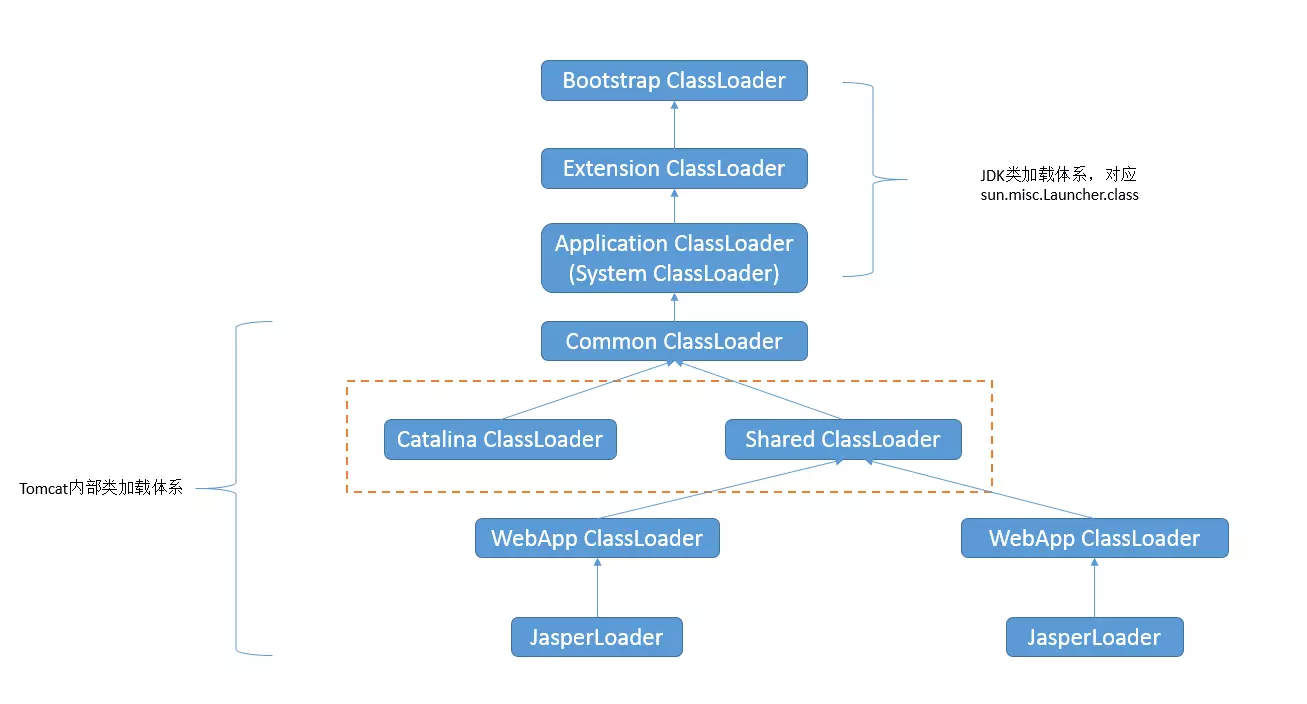 Bootstrap ClassLoader
Extension ClassLoader
JDK类加载体系，对应
sun.misc.Launcher.class
Application ClassLoader
(System ClassLoader)
Common ClassLoader
Catalina ClassLoader
Shared ClassLoader
Tomcat内部类加载体系
WebApp ClassLoader
WebApp ClassLoader
JasperLoader
JasperLoader